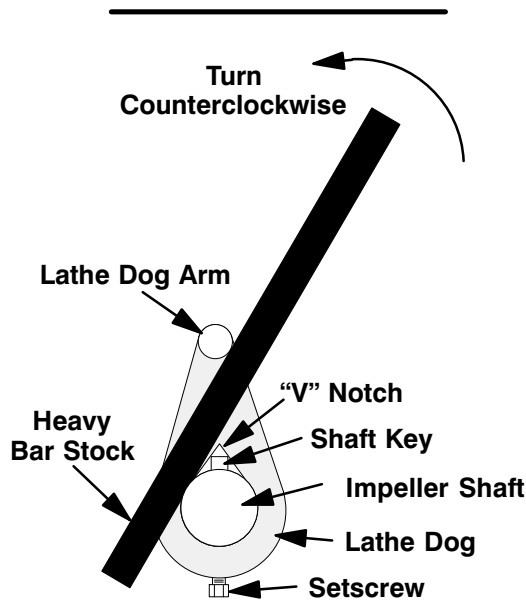 Turn
Counterclockwise
Lathe Dog Arm
“V” Notch
Shaft Key
Heavy
Bar Stock
Impeller Shaft
Lathe Dog
Setscrew